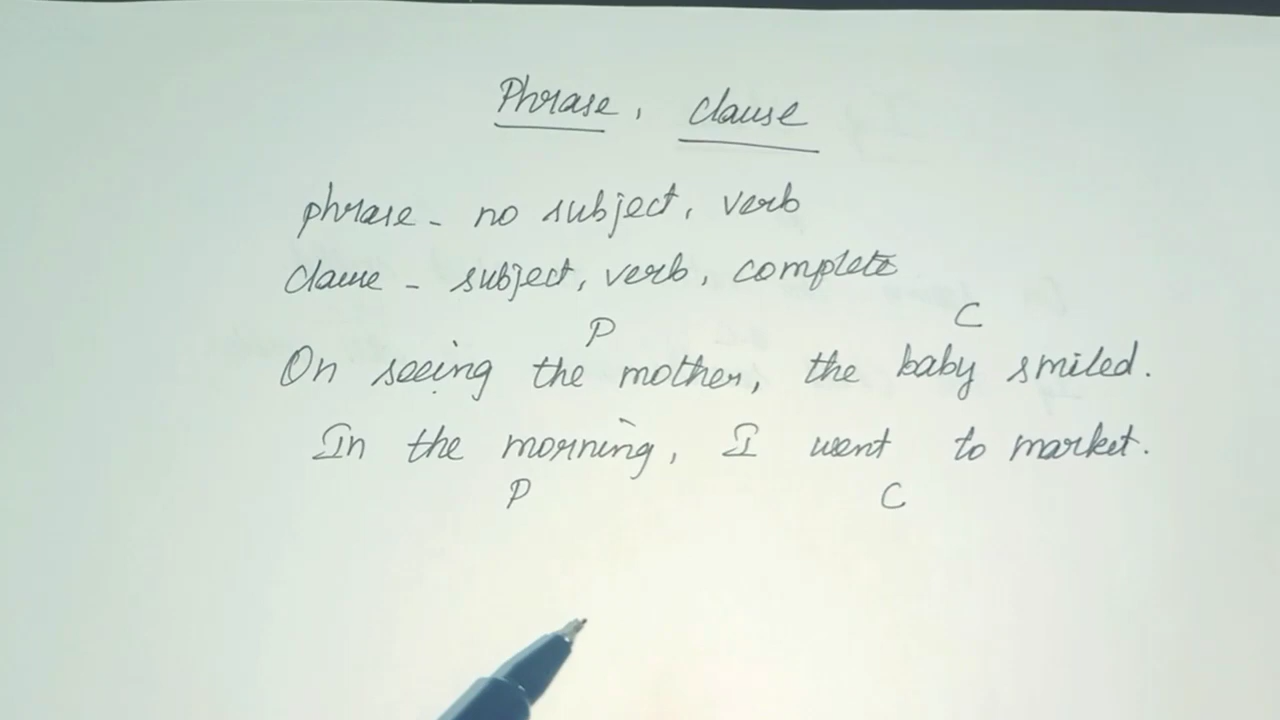 Phrase, Clause
phrase - no subject, verb
Clause - subject, verb, complete
P C
On seeing the mother, the baby smiled.
In the morning, I went to market.
P C